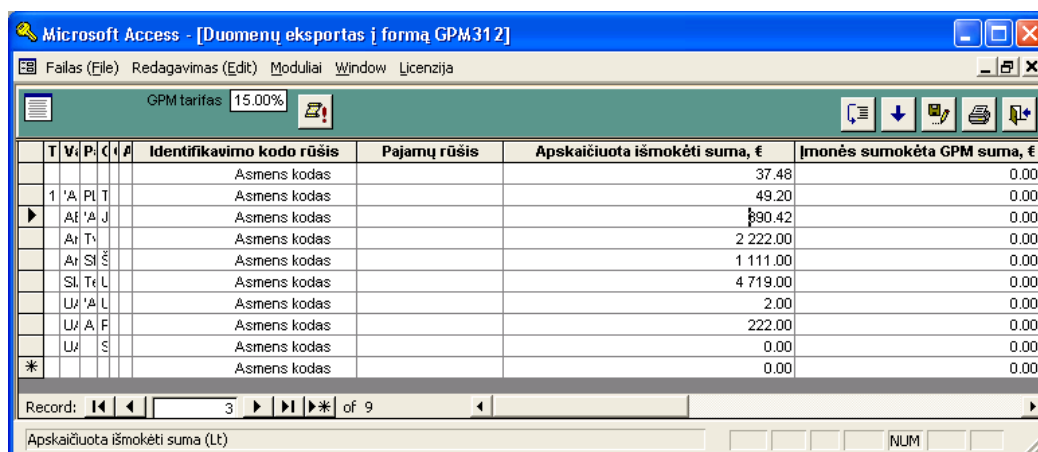 Microsoft Access - [Duomenų eksportas į formą GPM312]
Failas (File) Redagavimas (Edit) Moduliai Window Licenzija
GPM tarifas 15.00%
T Va P A Identifikavimo kodo rūšis Pajamų rūšis Apskaičiuota išmokėti suma, € Įmonės sumokėta GPM suma, €
Asmens kodas 37.48 0.00
1 'A PL T Asmens kodas 49.20 0.00
'A J Asmens kodas 890.42 0.00
Ar Asmens kodas 2 222.00 0.00
Ar Š Asmens kodas 1 111.00 0.00
Te U Asmens kodas 4 719.00 0.00
'A U Asmens kodas 2.00 0.00
A F Asmens kodas 222.00 0.00
S Asmens kodas 0.00 0.00
Asmens kodas 0.00 0.00
Record: 3 of 9
Apskaičiuota išmokėti suma (Lt) NUM